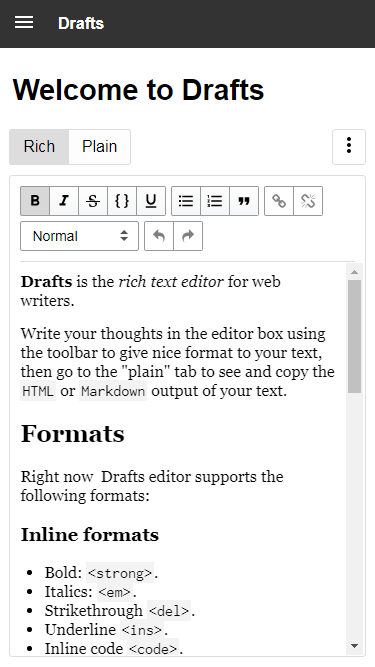 Drafts
Welcome to Drafts
Rich Plain
B I S {} U
Normal
Drafts is the rich text editor for web
writers.
Write your thoughts in the editor box using
the toolbar to give nice format to your text,
then go to the "plain" tab to see and copy the
HTML or Markdown output of your text.
Formats
Right now  Drafts editor supports the
following formats:
Inline formats
• Bold: <strong>.
• Italics: <em>.
• Strikethrough <del>.
• Underline <ins>.
• Inline code <code>.